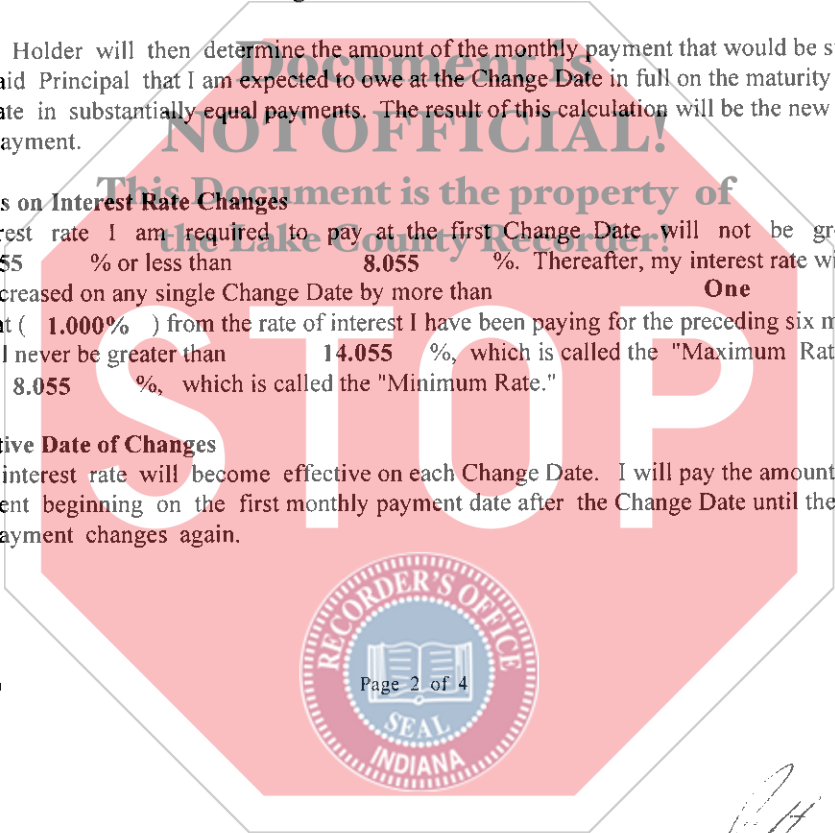 Holder will then determine the amount of the monthly payment that would be s
aid Principal that I am expected to owe at the Change Date in full on the maturity
ate in substantially equal payments. The result of this calculation will be the new
ayment.
Document is
NOT OFFICIAL!
This Document is the property of
the Lake County Recorder!
s on Interest Rate Changes
rest rate I am required to pay at the first Change Date will not be gr
55 % or less than 8.055 %. Thereafter, my interest rate wi
creased on any single Change Date by more than One
t ( 1.000% ) from the rate of interest I have been paying for the preceding six m
l never be greater than 14.055 %, which is called the "Maximum Rat
8.055 %, which is called the "Minimum Rate."
STOP
tive Date of Changes
interest rate will become effective on each Change Date. I will pay the amount
ent beginning on the first monthly payment date after the Change Date until the
ayment changes again.
RECORDER'S OFFICE
Page 2 of 4
SEAL
INDIANA